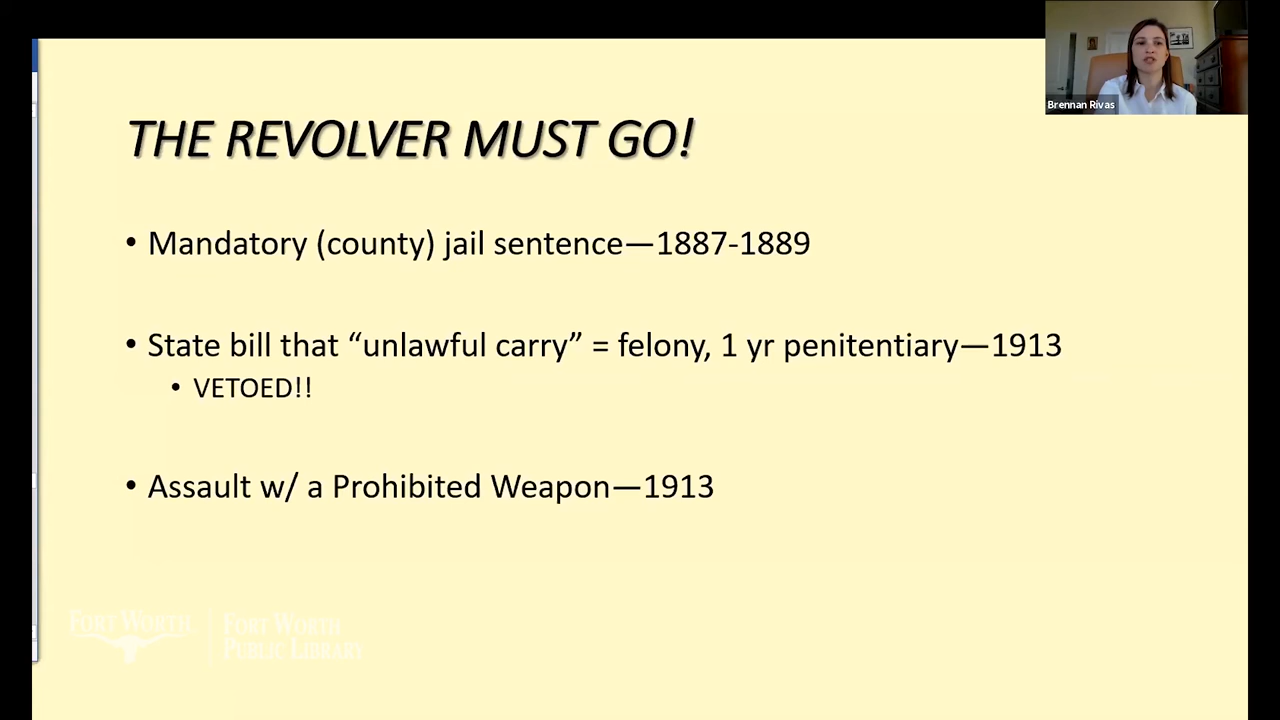 Brennan Rivas
THE REVOLVER MUST GO!
• Mandatory (county) jail sentence—1887-1889
• State bill that “unlawful carry” = felony, 1 yr penitentiary—1913
• VETOED!!
• Assault w/ a Prohibited Weapon—1913
FORT WORTH
FORT WORTH
PUBLIC LIBRARY